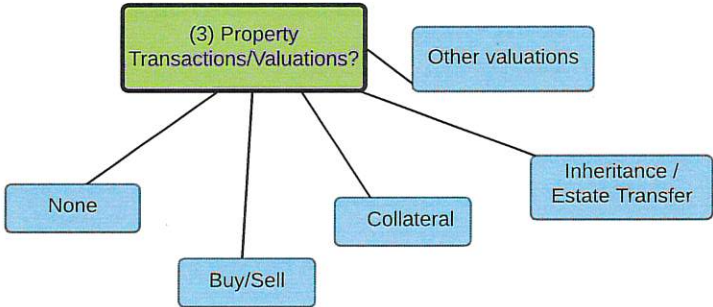 (3) Property
Transactions/Valuations?
Other valuations
Inheritance /
Estate Transfer
None
Collateral
Buy/Sell